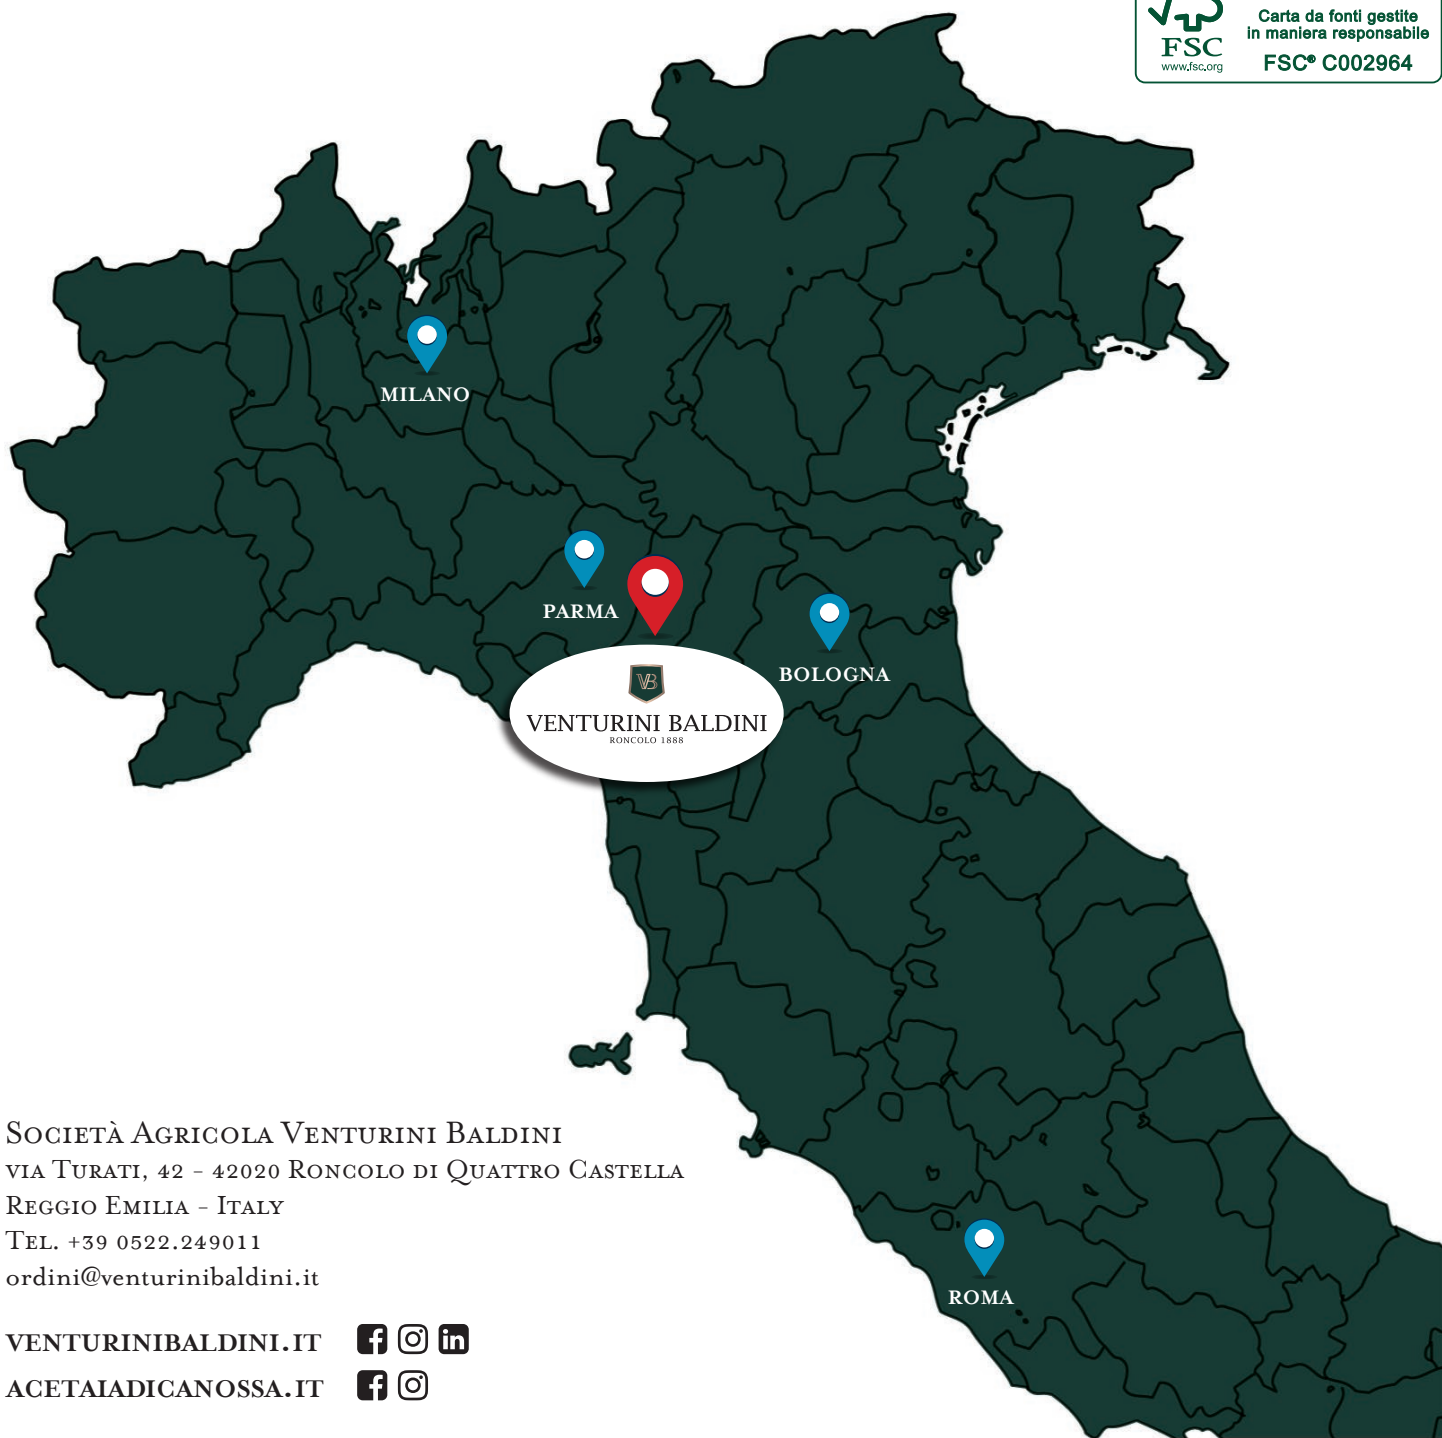 Carta da fonti gestite
in maniera responsabile
FSC® C002964
FSC
www.fsc.org
MILANO
PARMA
BOLOGNA
VB
VENTURINI BALDINI
RONCOLO 1888
ROMA
Società Agricola Venturini Baldini
via Turati, 42 - 42020 Roncolo di Quattro Castella
Reggio Emilia - Italy
Tel. +39 0522.249011
ordini@venturinibaldini.it
VENTURINIBALDINI.IT
ACETAIADICANOSSA.IT